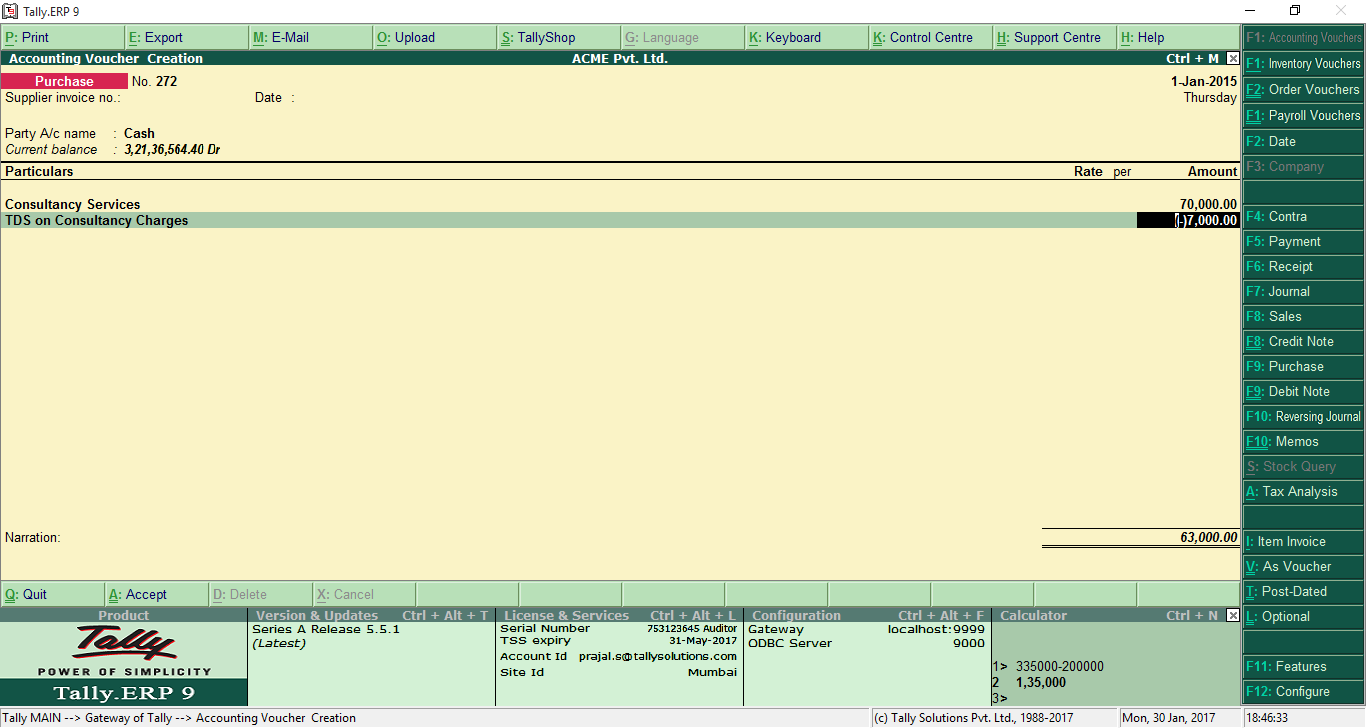 Tally.ERP 9
P: Print E: Export M: E-Mail O: Upload S: TallyShop G: Language K: Keyboard K: Control Centre H: Support Centre H: Help
Accounting Voucher Creation ACME Pvt. Ltd. Ctrl + M
Purchase No. 272 1-Jan-2015
Supplier invoice no.: Date : Thursday
Party A/c name : Cash
Current balance : 3,21,36,564.40 Dr
Particulars Rate per Amount
Consultancy Services 70,000.00
TDS on Consultancy Charges (-)7,000.00
Narration: 63,000.00
F1: Accounting Vouchers
F1: Inventory Vouchers
F2: Order Vouchers
F1: Payroll Vouchers
F2: Date
F3: Company
F4: Contra
F5: Payment
F6: Receipt
F7: Journal
F8: Sales
F8: Credit Note
F9: Purchase
F9: Debit Note
F10: Reversing Journal
F10: Memos
S: Stock Query
A: Tax Analysis
I: Item Invoice
V: As Voucher
T: Post-Dated
L: Optional
F11: Features
F12: Configure
Q: Quit A: Accept D: Delete X: Cancel
Product
Tally
POWER OF SIMPLICITY
Tally.ERP 9
Version & Updates Ctrl + Alt + T
Series A Release 5.5.1
(Latest)
License & Services Ctrl + Alt + L
Serial Number 753123645 Auditor
TSS expiry 31-May-2017
Account Id prajal.s@tallysolutions.com
Site Id Mumbai
Configuration Ctrl + Alt + F
Gateway localhost:9999
ODBC Server 9000
Calculator Ctrl + N
1> 335000-200000
2 1,35,000
3>
Tally MAIN --> Gateway of Tally --> Accounting Voucher Creation (c) Tally Solutions Pvt. Ltd., 1988-2017 Mon, 30 Jan, 2017 18:46:33